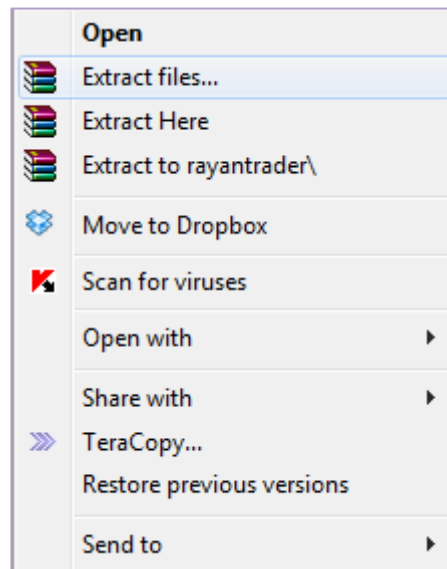 Open
Extract files...
Extract Here
Extract to rayantrader\
Move to Dropbox
Scan for viruses
Open with
Share with
TeraCopy...
Restore previous versions
Send to